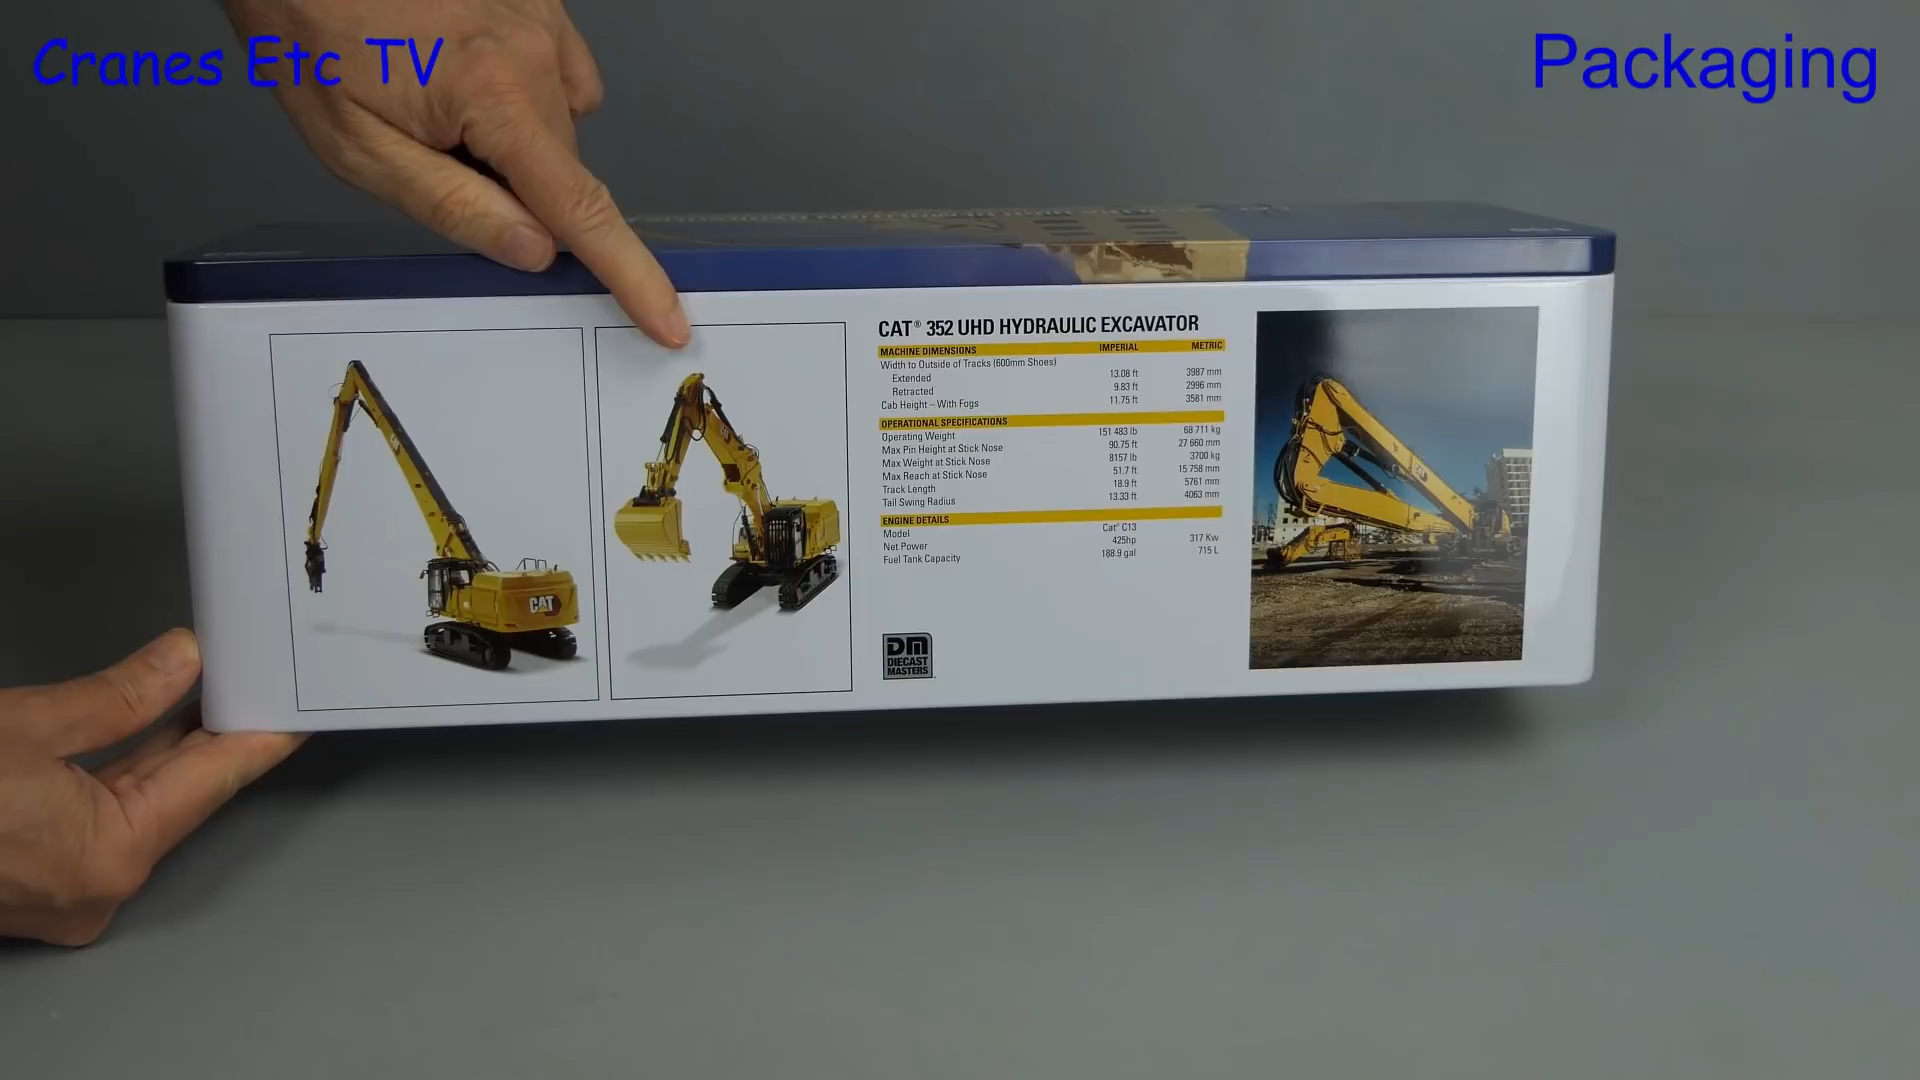 Cranes Etc TV
Packaging
CAT® 352 UHD HYDRAULIC EXCAVATOR
MACHINE DIMENSIONS IMPERIAL METRIC
Width to Outside of Tracks (600mm Shoes)
Extended 13.08 ft 3987 mm
Retracted 9.83 ft 2996 mm
Cab Height – With Fogs 11.75 ft 3581 mm
OPERATIONAL SPECIFICATIONS
Operating Weight 151 483 lb 68 711 kg
Max Pin Height at Stick Nose 90.75 ft 27 660 mm
Max Weight at Stick Nose 8157 lb 3700 kg
Max Reach at Stick Nose 51.7 ft 15 758 mm
Track Length 18.9 ft 5761 mm
Tail Swing Radius 13.33 ft 4063 mm
ENGINE DETAILS
Model Cat® C13
Net Power 425hp 317 Kw
Fuel Tank Capacity 188.9 gal 715 L
CAT
CAT
CAT
DM
DIECAST
MASTERS